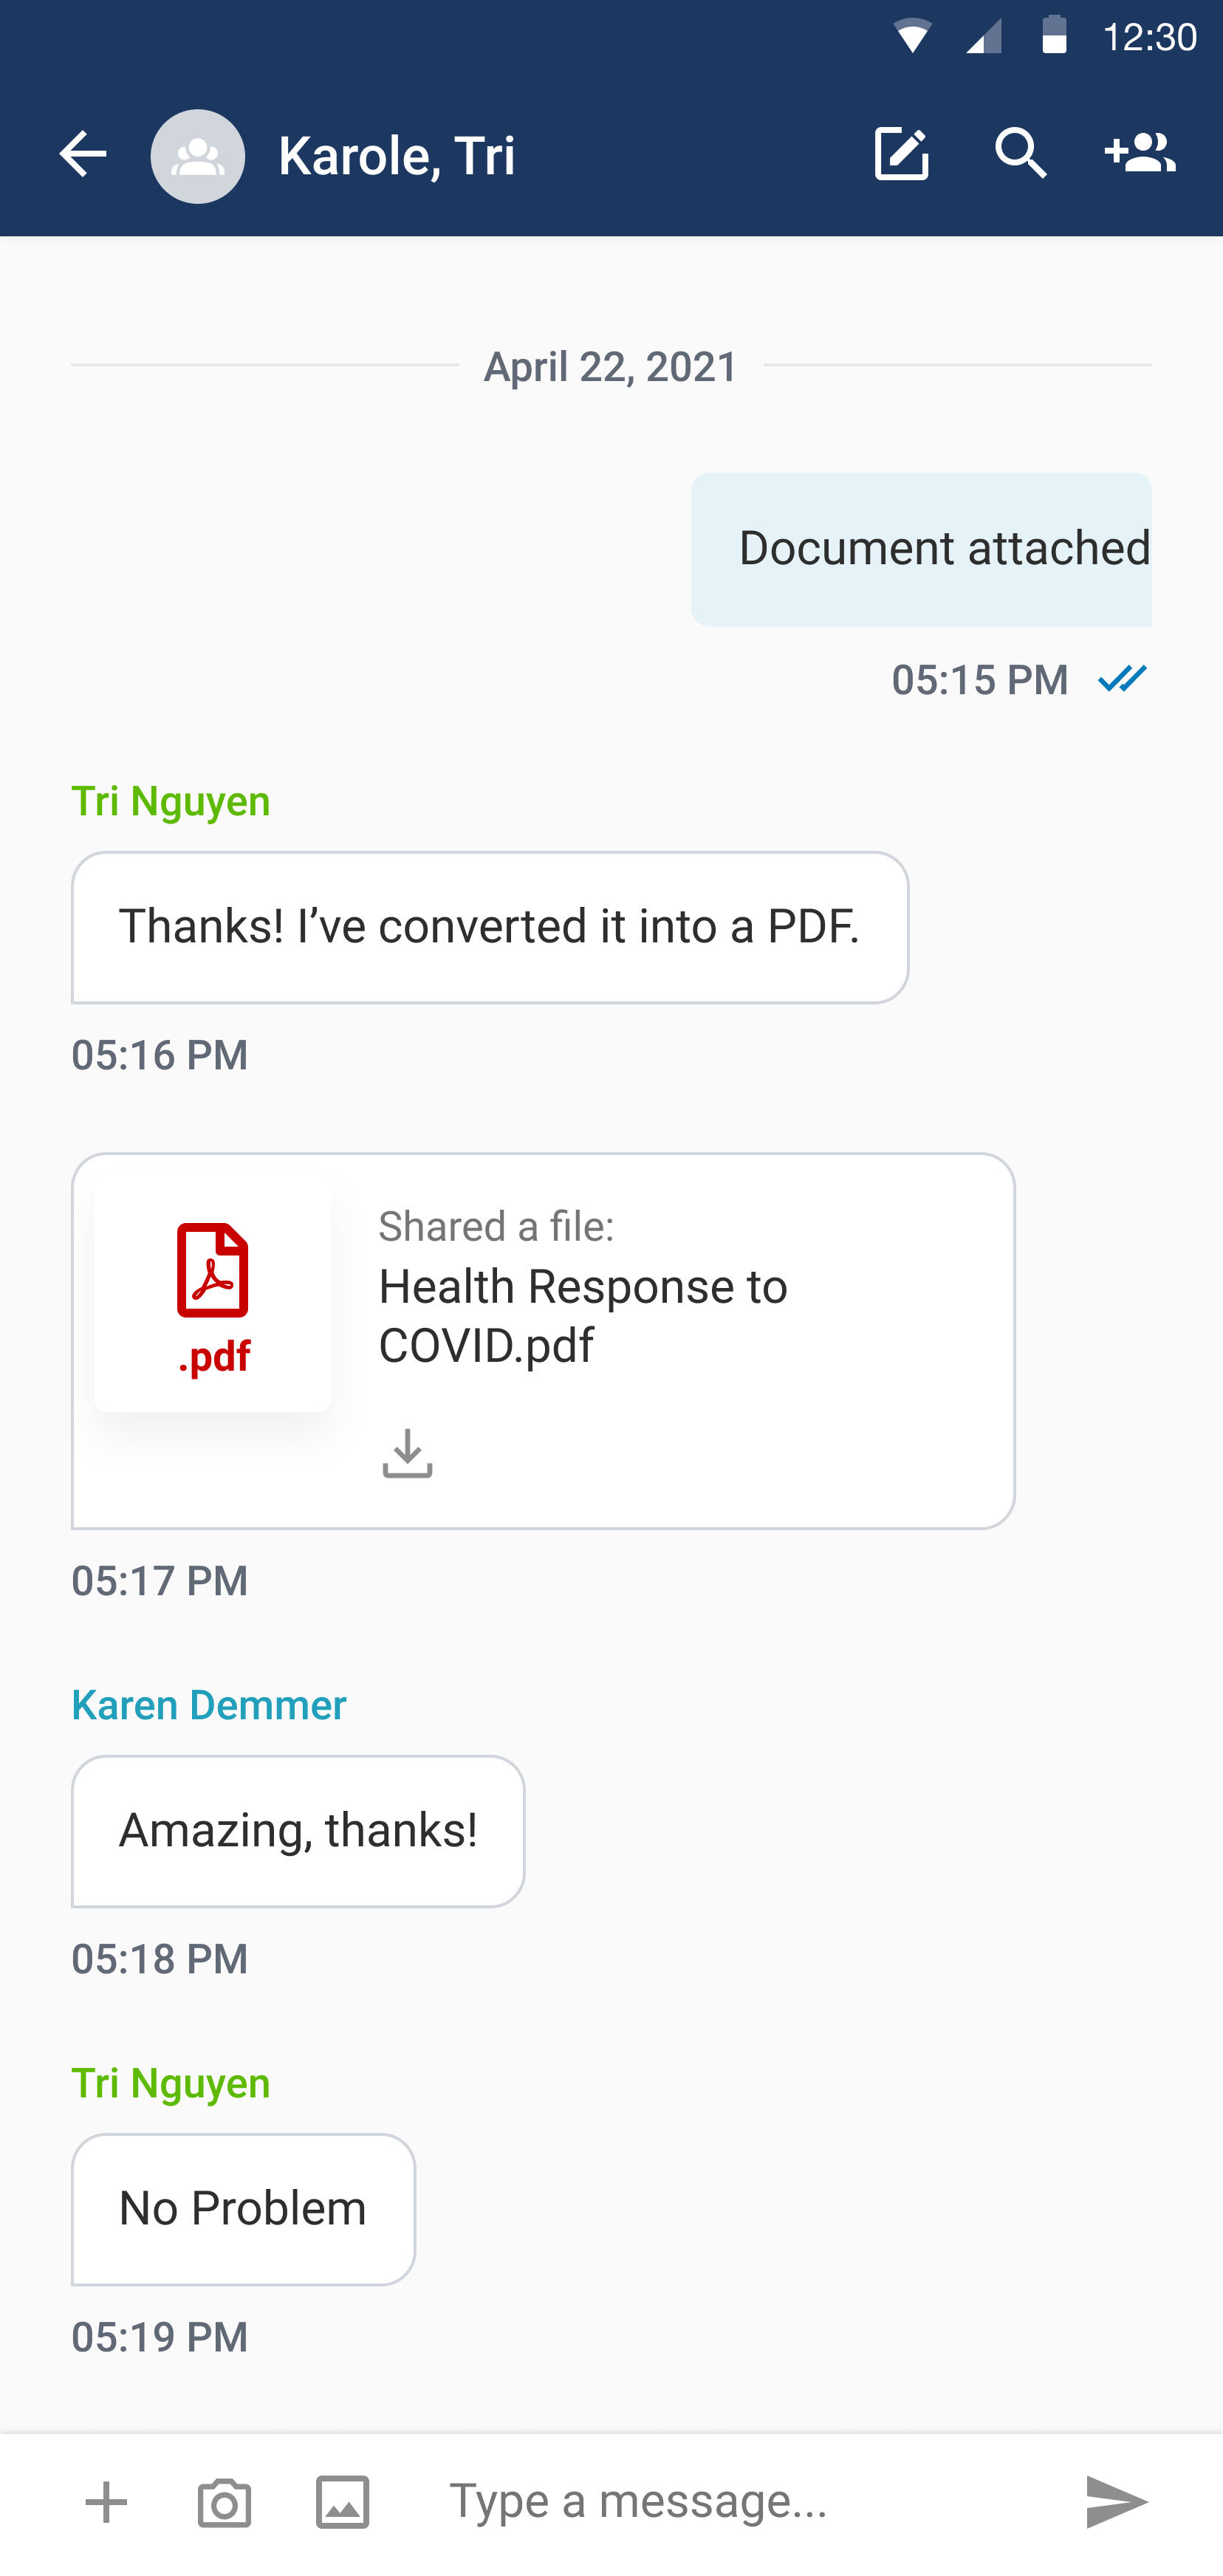 12:30
Karole, Tri
April 22, 2021
Document attached
05:15 PM
Tri Nguyen
Thanks! I’ve converted it into a PDF.
05:16 PM
.pdf
Shared a file:
Health Response to
COVID.pdf
05:17 PM
Karen Demmer
Amazing, thanks!
05:18 PM
Tri Nguyen
No Problem
05:19 PM
Type a message...